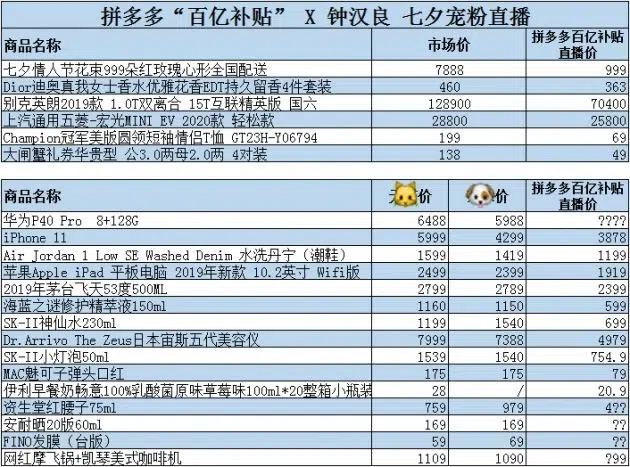 拼多多“百亿补贴” X 钟汉良 七夕宠粉直播
商品名称 市场价 拼多多百亿补贴直播价
七夕情人节花束999朵红玫瑰心形全国配送 7888 999
Dior迪奥真我女士香水优雅花香EDT持久留香4件套装 460 363
别克英朗2019款 1.0T双离合 15T互联精英版 国六 128900 70400
上汽通用五菱-宏光MINI EV 2020款 轻松款 28800 25800
Champion冠军美版圆领短袖情侣T恤 GT23H-Y06794 199 69
大闸蟹礼券华贵型 公3.0两母2.0两 4对装 138 49
商品名称 价 价 拼多多百亿补贴直播价
华为P40 Pro 8+128G 6488 5988 ????
iPhone 11 5999 4299 3878
Air Jordan 1 Low SE Washed Denim 水洗丹宁（潮鞋） 1599 1419 1199
苹果Apple iPad 平板电脑 2019年新款 10.2英寸 Wifi版 2499 2399 1919
2019年茅台飞天53度500ML 2799 2789 2399
海蓝之谜修护精萃液150ml 1160 1150 599
SK-II神仙水230ml 1199 1540 699
Dr.Arrivo The Zeus日本宙斯五代美容仪 7999 7388 4979
SK-II小灯泡50ml 1539 1540 754.9
MAC魅可子弹头口红 175 175 79
伊利早餐奶畅意100%乳酸菌原味草莓味100ml*20整箱小瓶装 28 / 20.9
资生堂红腰子75ml 759 979 4??
安耐晒20版60ml 169 169 ??
FINO发膜（台版） 59 69 ??
网红摩飞锅+凯琴美式咖啡机 1109 1090 ?99